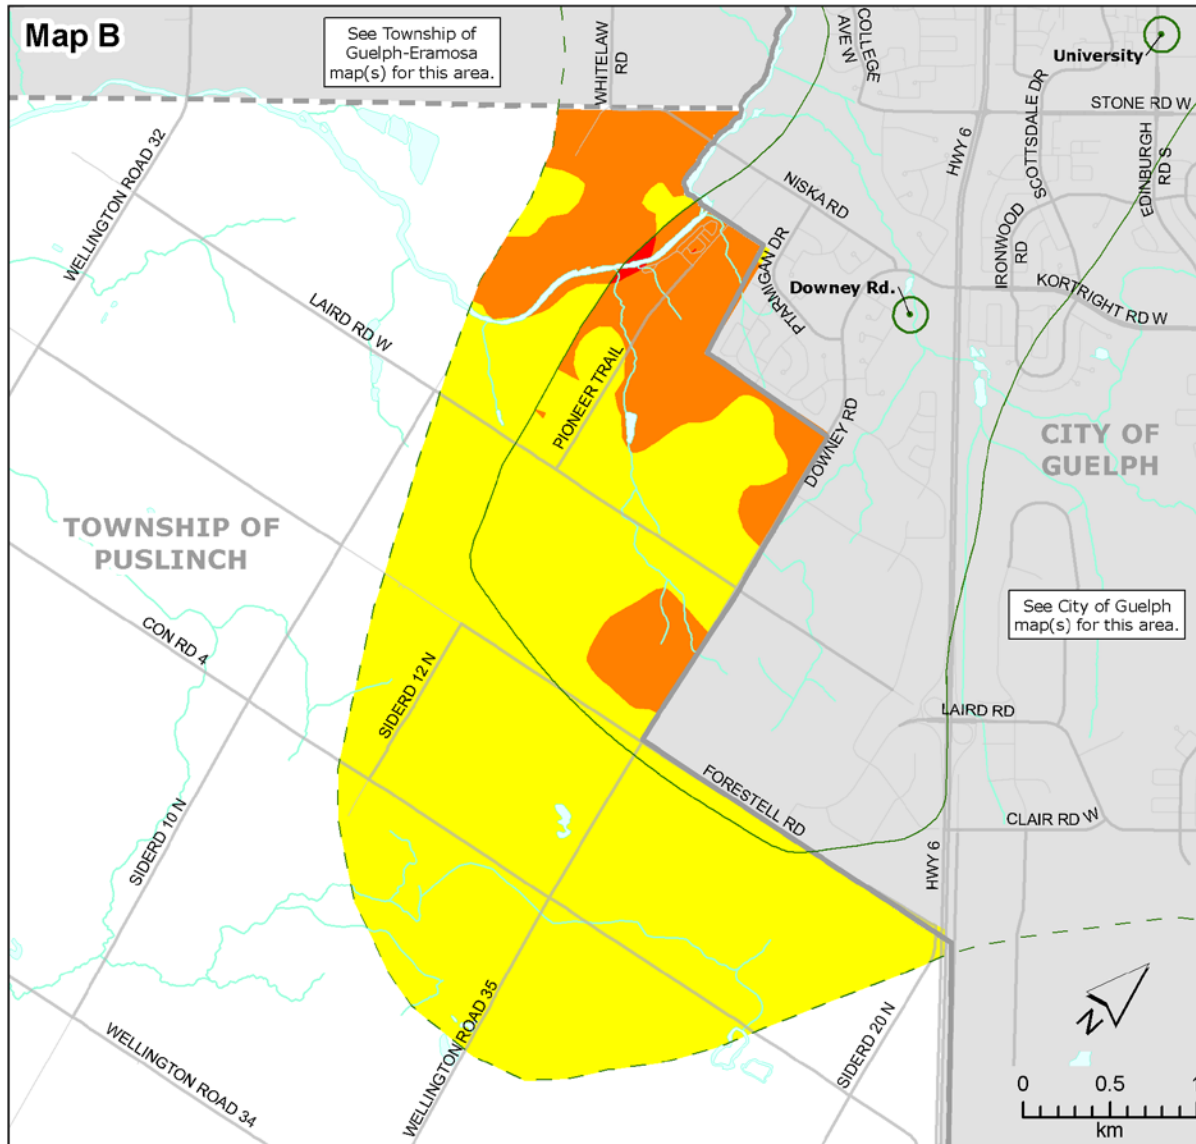 Map B
See Township of
Guelph-Eramosa
map(s) for this area.
WHITELAW
RD
COLLEGE
AVE W
University
SCOTTSDALE DR
STONE RD W
EDINBURGH
RD S
HWY 6
WELLINGTON ROAD 32
NISKA RD
IRONWOOD
RD
PTARMIGAN DR
Downey Rd.
KORTRIGHT RD W
LAIRD RD W
PIONEER TRAIL
DOWNEY RD
CITY OF
GUELPH
TOWNSHIP OF
PUSLINCH
See City of Guelph
map(s) for this area.
CON RD 4
SIDERD 12 N
LAIRD RD
FORESTELL RD
CLAIR RD W
SIDERD 10 N
HWY 6
WELLINGTON ROAD 35
SIDERD 20 N
N
WELLINGTON ROAD 34
0 0.5 1
km